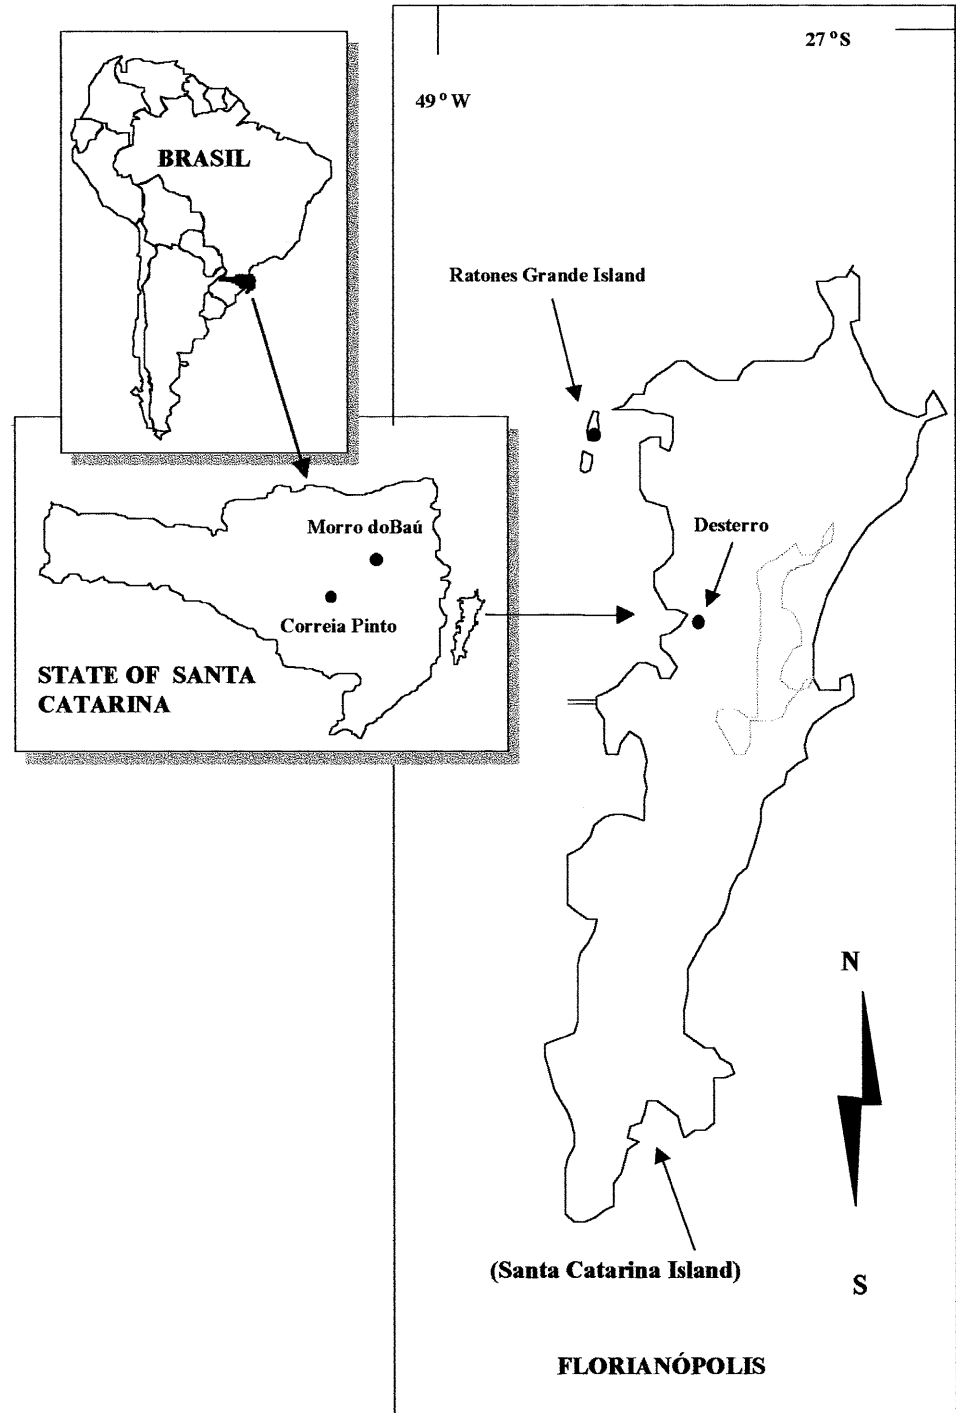 27 ° S
49 ° W
BRASIL
Ratones Grande Island
Morro doBaú
Desterro
Correia Pinto
STATE OF SANTA
CATARINA
N
(Santa Catarina Island)
S
FLORIANÓPOLIS